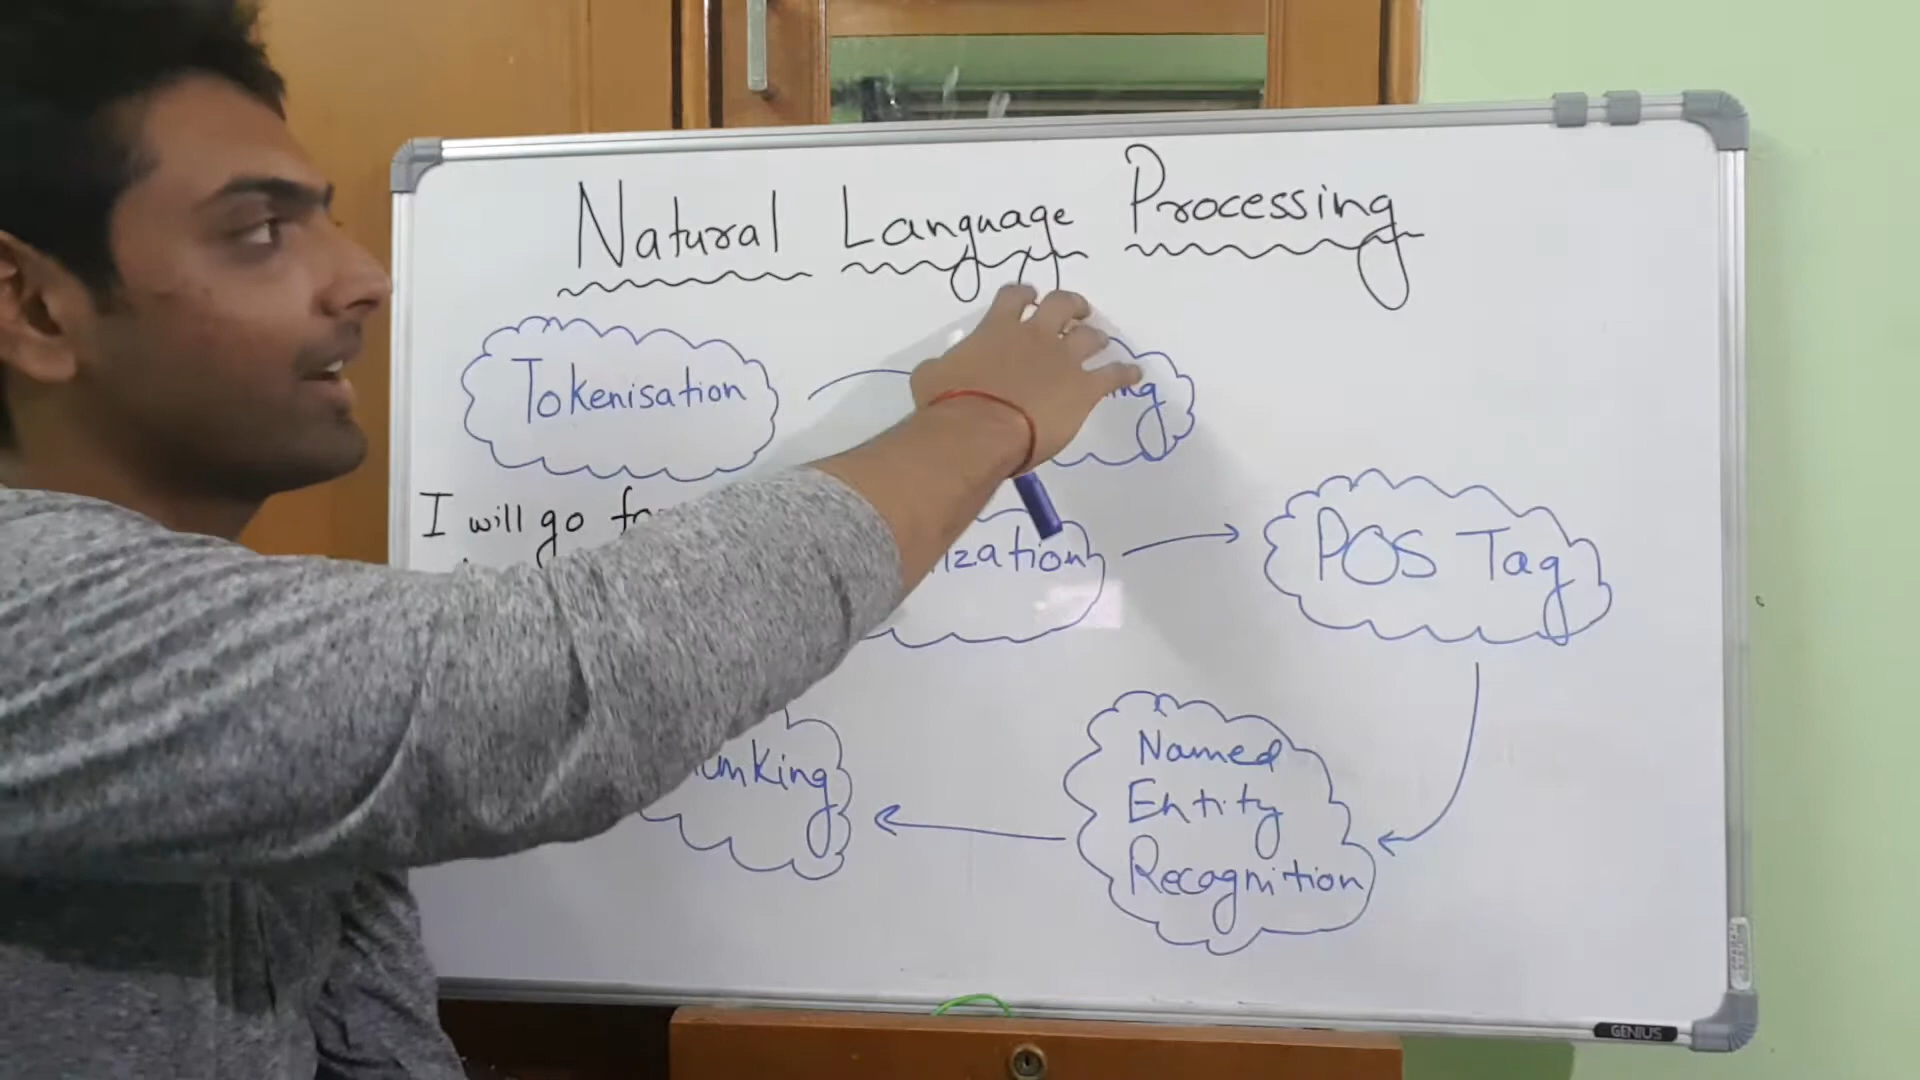 Natural Language Processing
Tokenisation
I will go
POS Tag
Named
Entity
Recognition
GENIUS